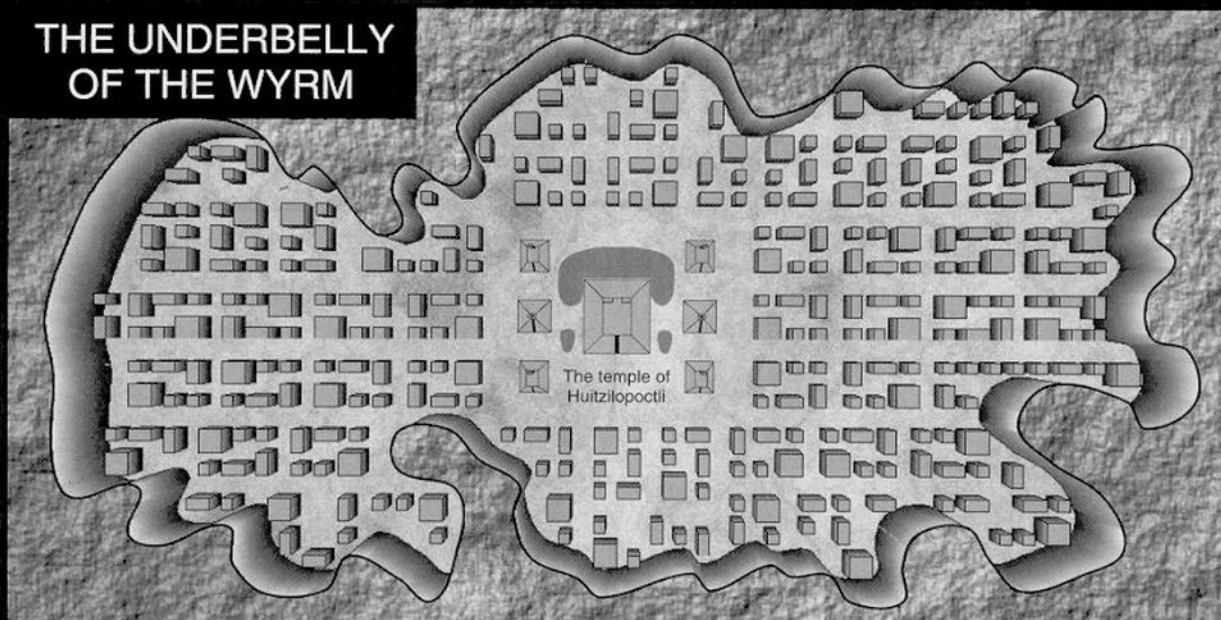 THE UNDERBELLY
OF THE WYRM
The temple of
Huitzilopoctli